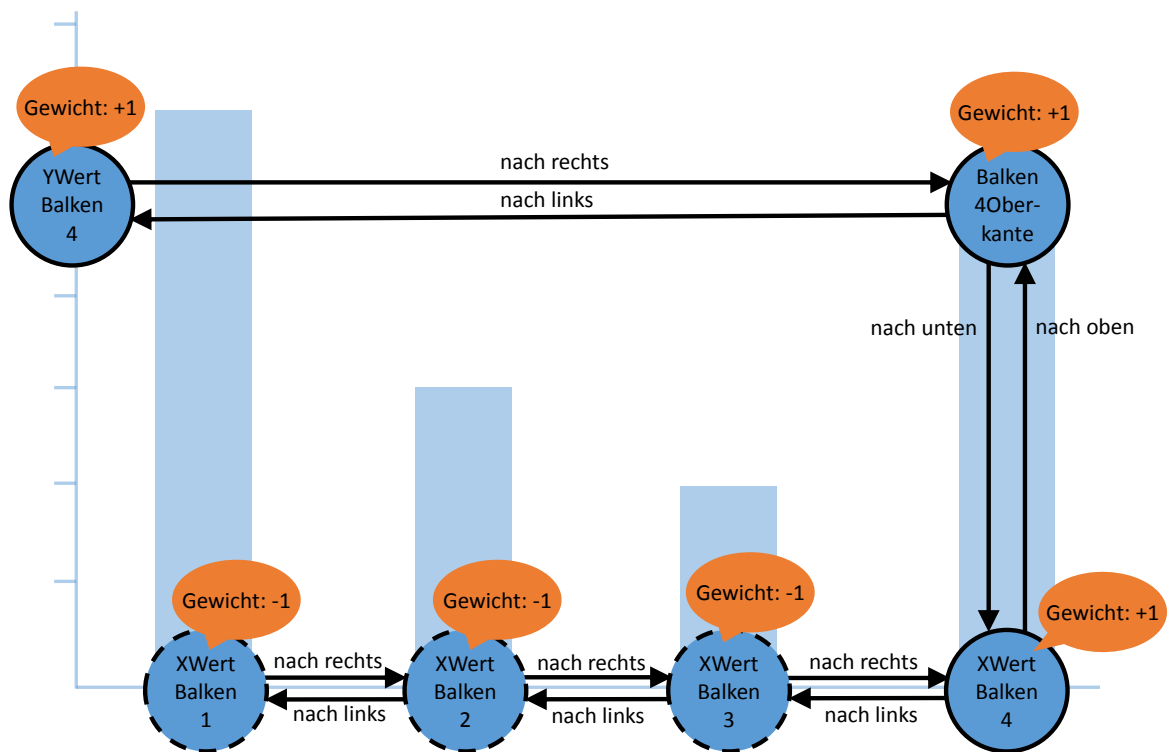 Gewicht: +1
Gewicht: +1
YWert
Balken
4
nach rechts
nach links
Balken
4Ober-
kante
nach unten
nach oben
Gewicht: -1
Gewicht: -1
Gewicht: -1
Gewicht: +1
XWert
Balken
1
nach rechts
nach links
XWert
Balken
2
nach rechts
nach links
XWert
Balken
3
nach rechts
nach links
XWert
Balken
4